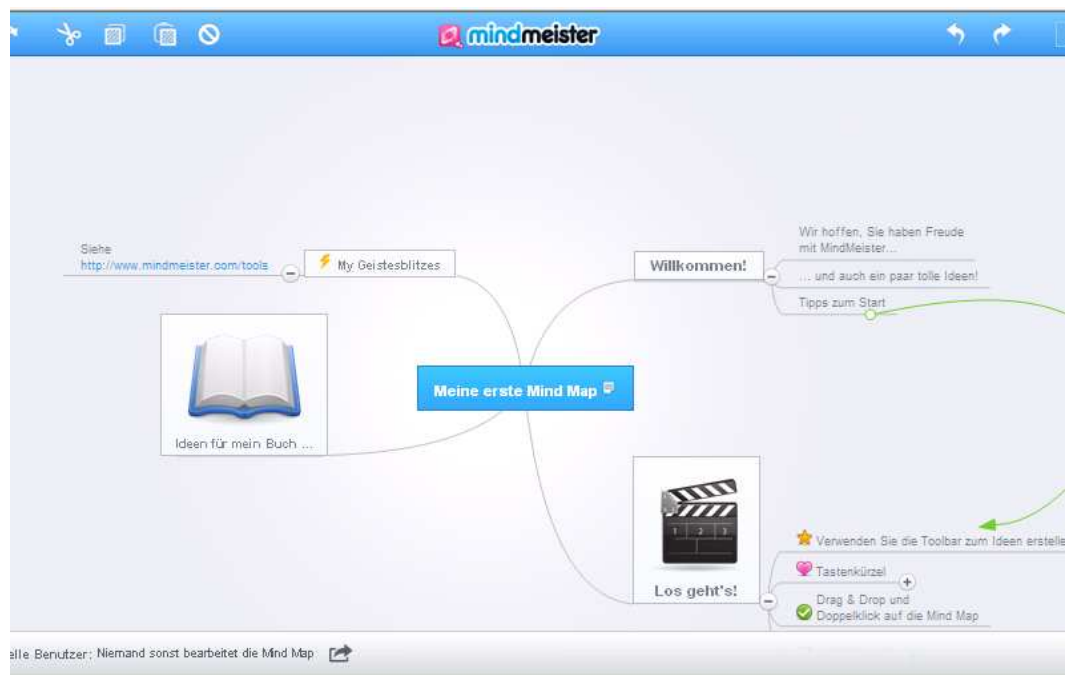 mindmeister
Siehe
http://www.mindmeister.com/tools
My Geistesblitzes
Willkommen!
Wir hoffen, Sie haben Freude
mit MindMeister...
... und auch ein paar tolle Ideen!
Tipps zum Start
Meine erste Mind Map
Ideen für mein Buch ...
1 2 3
Los geht's!
Verwenden Sie die Toolbar zum Ideen erstelle
Tastenkürzel
Drag & Drop und
Doppelklick auf die Mind Map
elle Benutzer: Niemand sonst bearbeitet die Mind Map